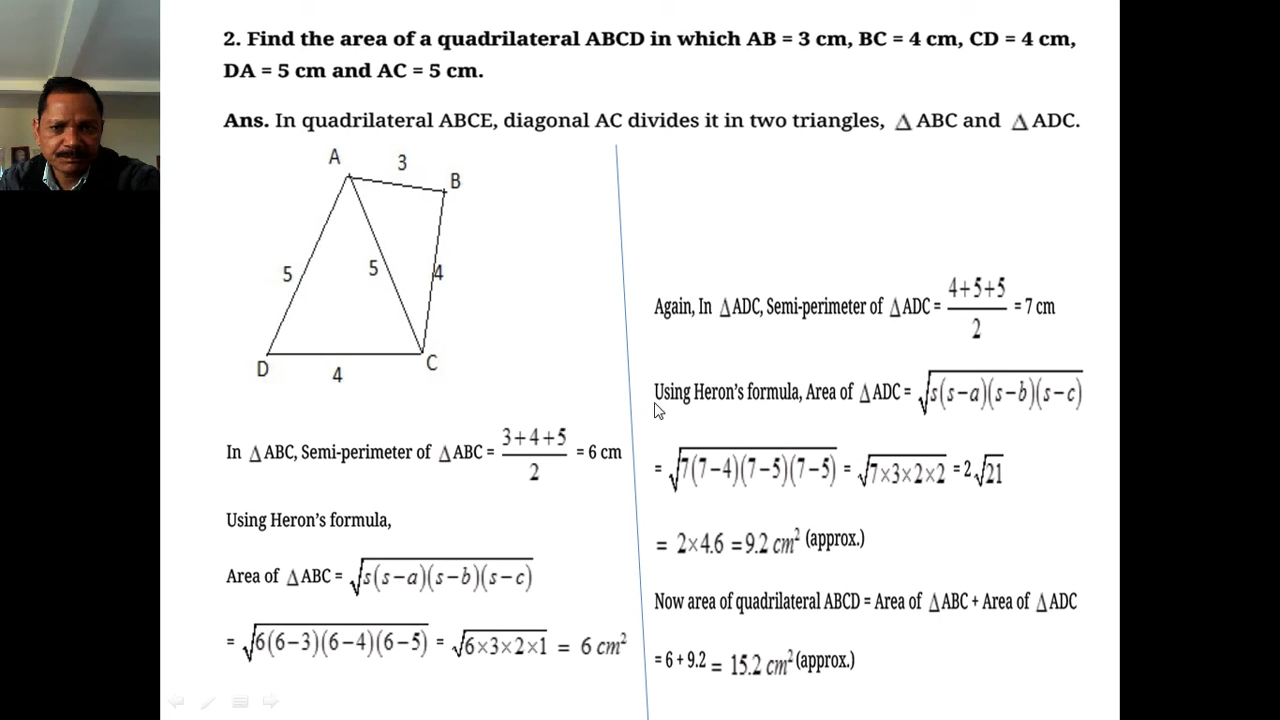 2. Find the area of a quadrilateral ABCD in which AB = 3 cm, BC = 4 cm, CD = 4 cm,
DA = 5 cm and AC = 5 cm.
Ans. In quadrilateral ABCE, diagonal AC divides it in two triangles, △ ABC and △ ADC.
A 3 B
5 5 4
D 4 C
In △ ABC, Semi-perimeter of △ ABC = (3+4+5)/2 = 6 cm
Using Heron's formula,
Area of △ ABC = √(s(s−a)(s−b)(s−c))
= √(6(6−3)(6−4)(6−5)) = √(6×3×2×1) = 6 cm²
Again, In △ ADC, Semi-perimeter of △ ADC = (4+5+5)/2 = 7 cm
Using Heron's formula, Area of △ ADC = √(s(s−a)(s−b)(s−c))
= √(7(7−4)(7−5)(7−5)) = √(7×3×2×2) = 2√21
= 2×4.6 = 9.2 cm² (approx.)
Now area of quadrilateral ABCD = Area of △ ABC + Area of △ ADC
= 6 + 9.2 = 15.2 cm² (approx.)